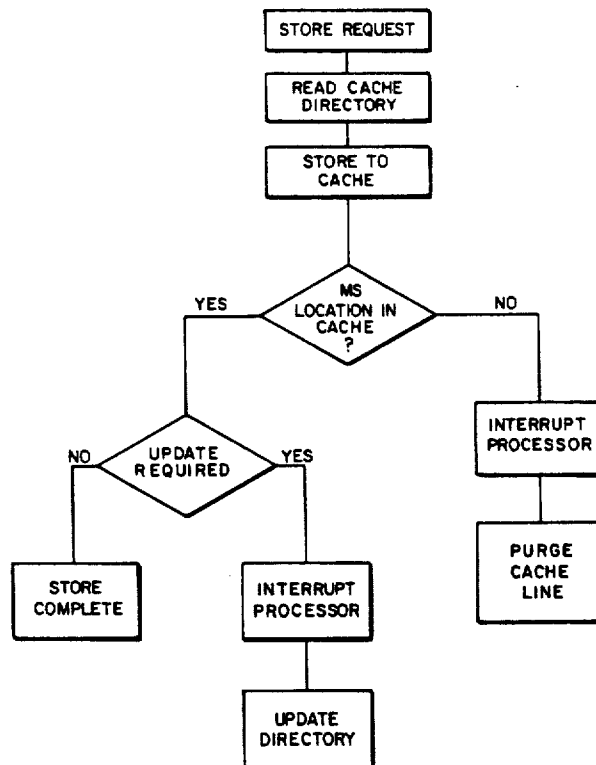 STORE REQUEST
READ CACHE
DIRECTORY
STORE TO
CACHE
MS
LOCATION IN
CACHE
?
YES
NO
INTERRUPT
PROCESSOR
PURGE
CACHE
LINE
UPDATE
REQUIRED
NO
YES
STORE
COMPLETE
INTERRUPT
PROCESSOR
UPDATE
DIRECTORY